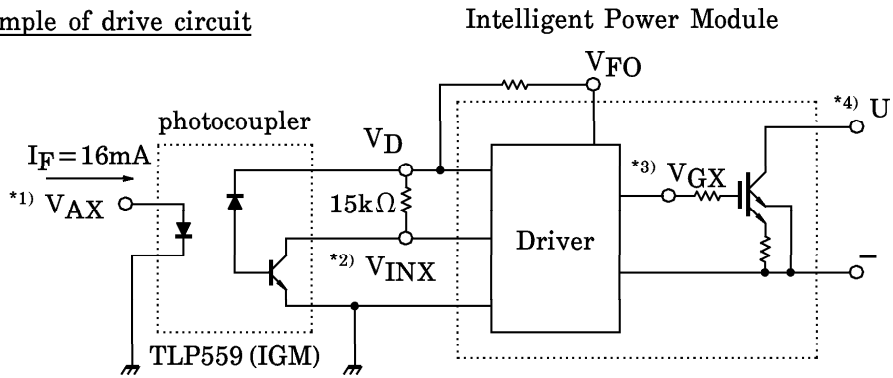 mple of drive circuit
Intelligent Power Module
VFO
*4) U
photocoupler
VD
IF=16mA
*3) VGX
*1) VAX
15kΩ
Driver
*2) VINX
−
TLP559 (IGM)